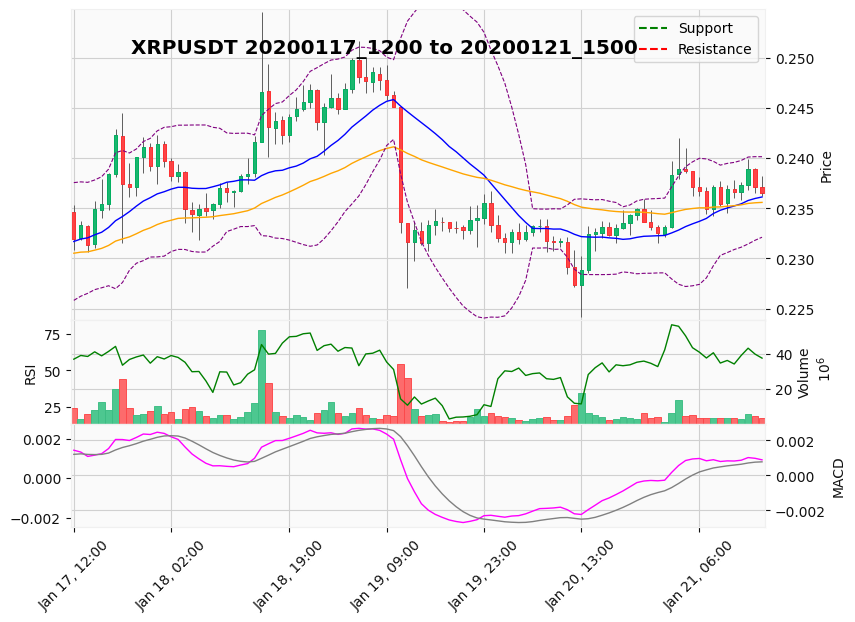 XRPUSDT 20200117_1200 to 20200121_1500
Support
Resistance
0.250
0.245
0.240
0.235
0.230
0.225
Price
75
50
25
RSI
40
20
Volume
10^6
0.002
0.000
−0.002
0.002
0.000
−0.002
MACD
Jan 17, 12:00
Jan 18, 02:00
Jan 18, 19:00
Jan 19, 09:00
Jan 19, 23:00
Jan 20, 13:00
Jan 21, 06:00